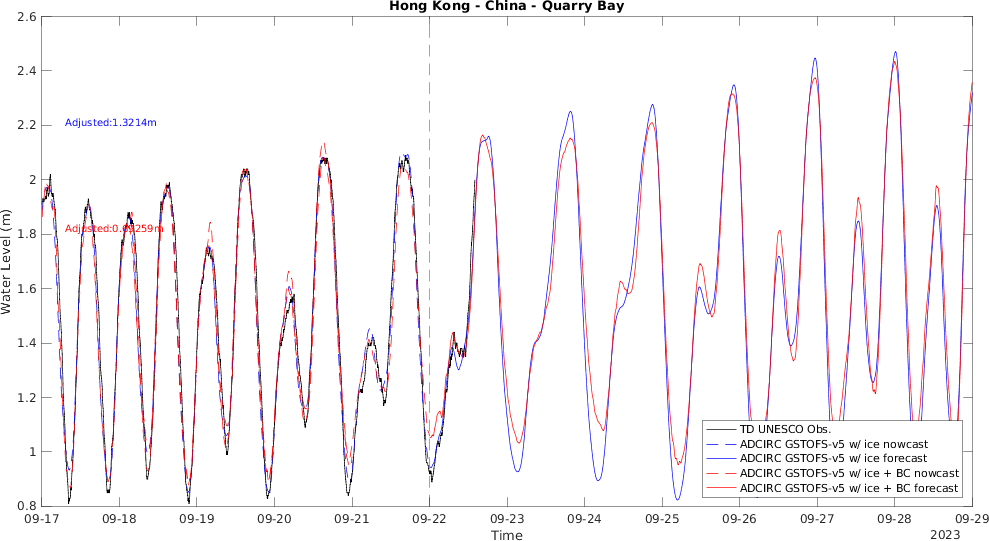 Hong Kong - China - Quarry Bay
2.6
2.4
2.2
2
1.8
1.6
1.4
1.2
1
0.8
Water Level (m)
Adjusted:1.3214m
Adjusted:0.09259m
TD UNESCO Obs.
ADCIRC GSTOFS-v5 w/ ice nowcast
ADCIRC GSTOFS-v5 w/ ice forecast
ADCIRC GSTOFS-v5 w/ ice + BC nowcast
ADCIRC GSTOFS-v5 w/ ice + BC forecast
09-17 09-18 09-19 09-20 09-21 09-22 09-23 09-24 09-25 09-26 09-27 09-28 09-29
Time
2023